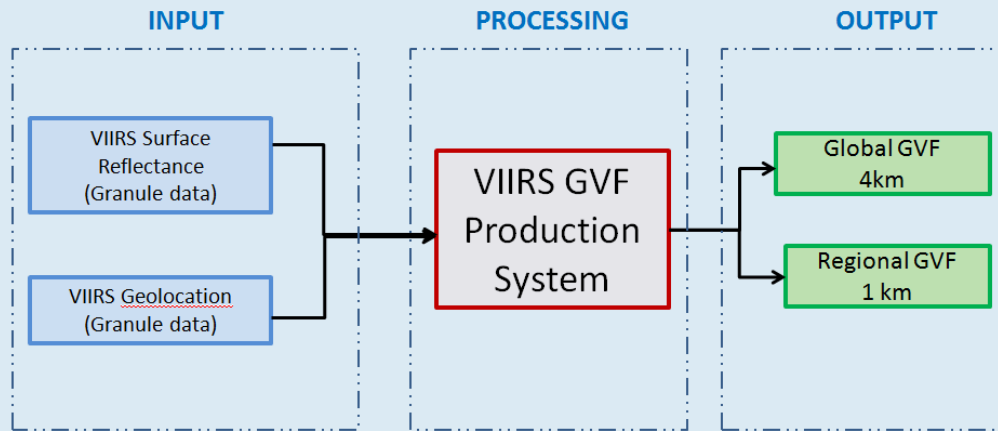 INPUT
PROCESSING
OUTPUT
VIIRS Surface
Reflectance
(Granule data)
VIIRS Geolocation
(Granule data)
VIIRS GVF
Production
System
Global GVF
4km
Regional GVF
1 km